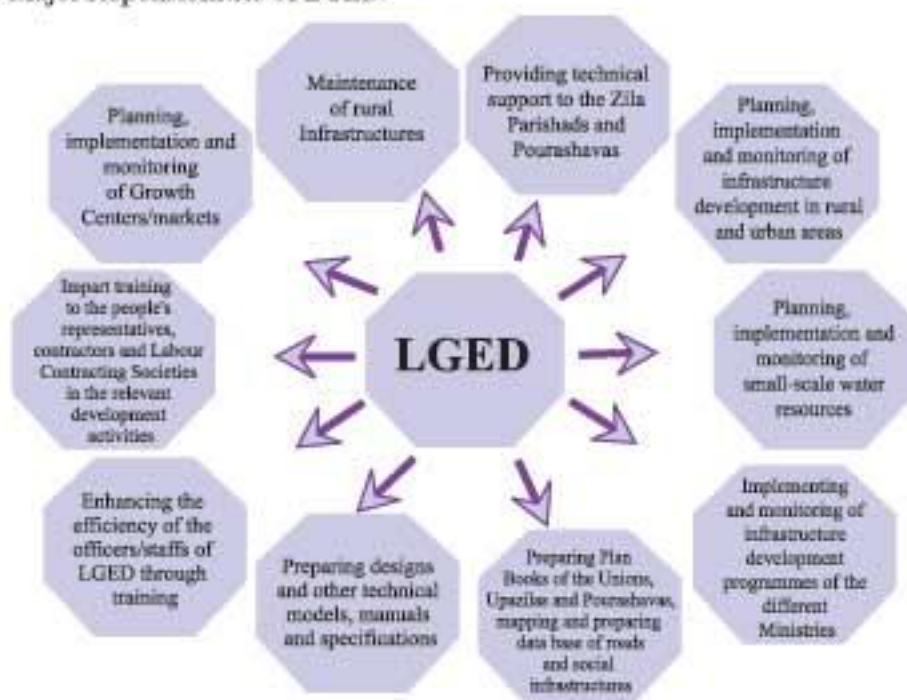 Maintenance
of rural
Infrastructures
Providing technical
support to the Zila
Parishads and
Pourashavas
Planning,
implementation
and monitoring of
infrastructure
development in rural
and urban areas
Planning,
implementation and
monitoring of
small-scale water
resources
Implementing
and monitoring of
infrastructure
development
programmes of the
different
Ministries
Preparing Plan
Books of the Unions,
Upazilas and Pourashavas,
mapping and preparing
data base of roads
and social
infrastructures
Preparing designs
and other technical
models, manuals
and specifications
Enhancing the
efficiency of the
officers/staffs of
LGED through
training
Impart training
to the people's
representatives,
contractors and Labour
Contracting Societies
in the relevant
development
activities
Planning,
implementation and
monitoring
of Growth
Centers/markets
LGED